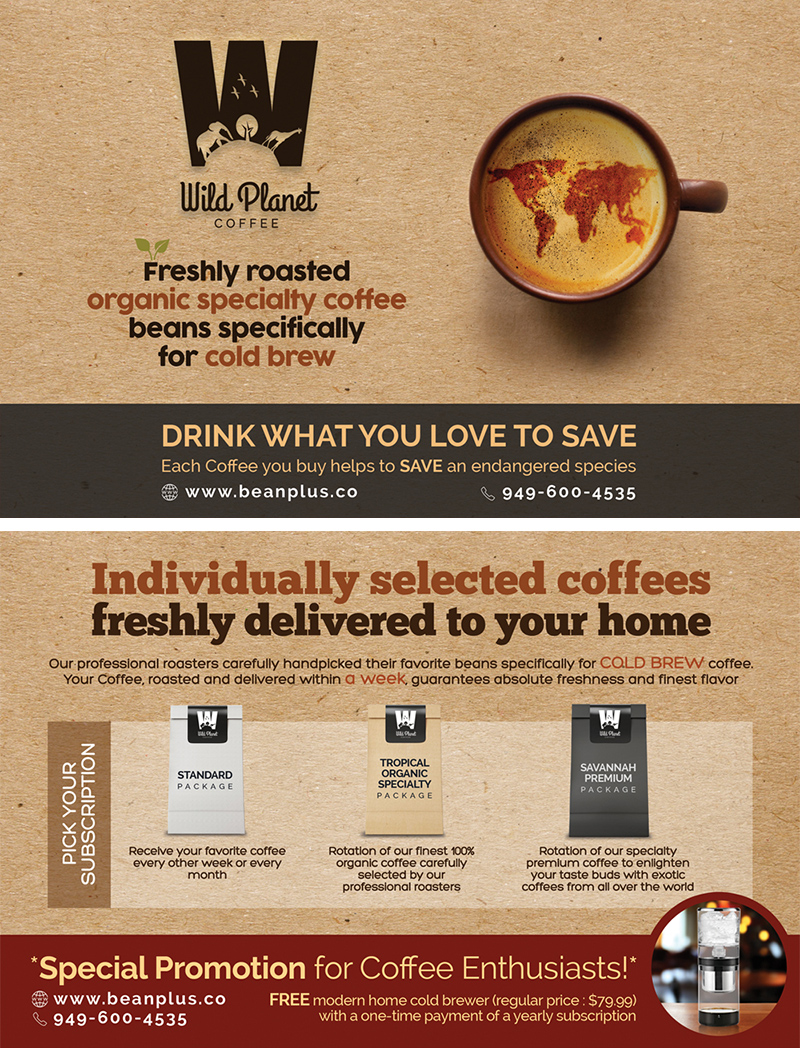 W
Wild Planet
COFFEE
Freshly roasted
organic specialty coffee
beans specifically
for cold brew
DRINK WHAT YOU LOVE TO SAVE
Each Coffee you buy helps to SAVE an endangered species
www.beanplus.co
949-600-4535
Individually selected coffees
freshly delivered to your home
Our professional roasters carefully handpicked their favorite beans specifically for COLD BREW coffee.
Your Coffee, roasted and delivered within a week, guarantees absolute freshness and finest flavor
PICK YOUR
SUBSCRIPTION
W
Wild Planet
STANDARD
PACKAGE
Receive your favorite coffee
every other week or every
month
W
Wild Planet
TROPICAL
ORGANIC
SPECIALTY
PACKAGE
Rotation of our finest 100%
organic coffee carefully
selected by our
professional roasters
W
Wild Planet
SAVANNAH
PREMIUM
PACKAGE
Rotation of our specialty
premium coffee to enlighten
your taste buds with exotic
coffees from all over the world
*Special Promotion for Coffee Enthusiasts!*
www.beanplus.co
949-600-4535
FREE modern home cold brewer (regular price : $79.99)
with a one-time payment of a yearly subscription